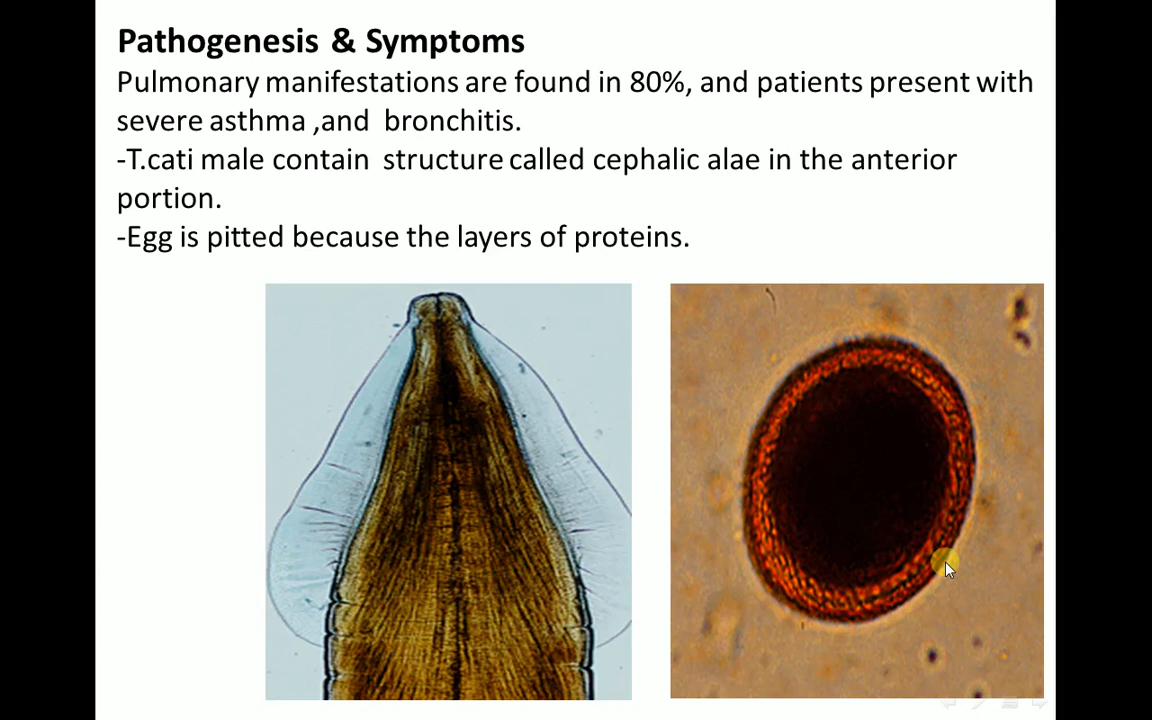 Pathogenesis & Symptoms
Pulmonary manifestations are found in 80%, and patients present with
severe asthma ,and  bronchitis.
-T.cati male contain  structure called cephalic alae in the anterior
portion.
-Egg is pitted because the layers of proteins.